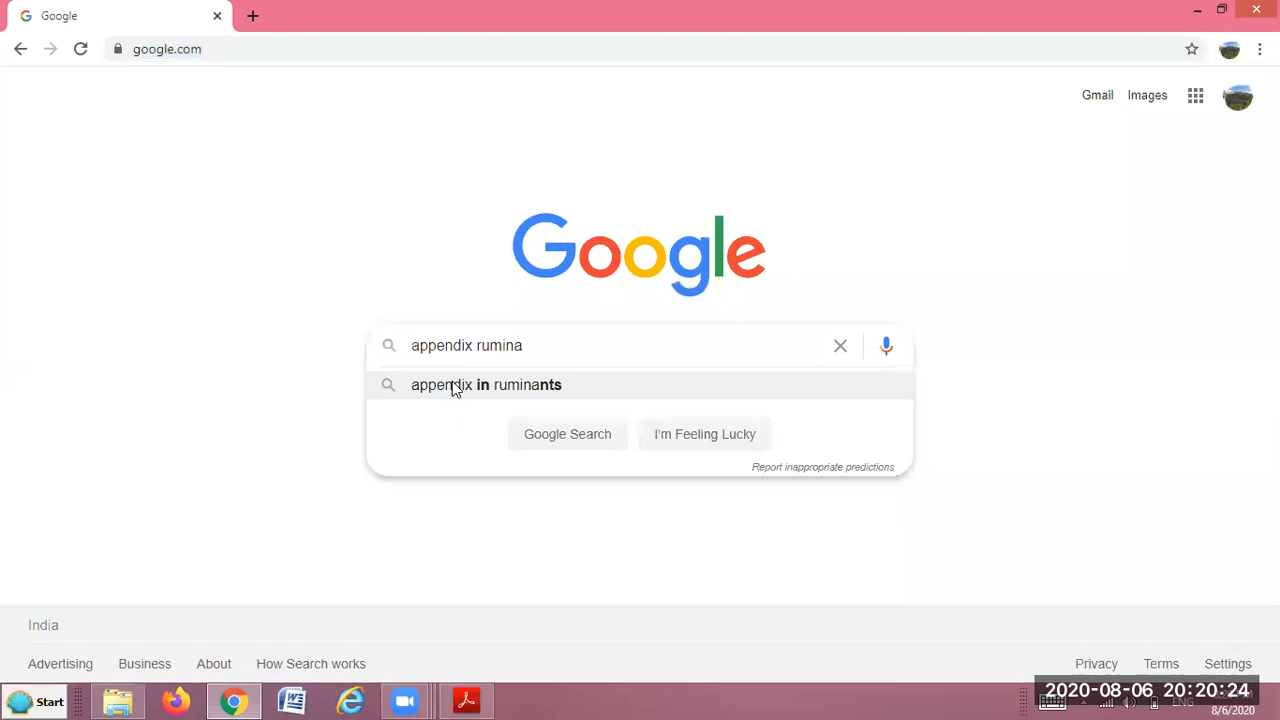 Google
google.com
Gmail Images
Google
appendix rumina
appendix in ruminants
Google Search I'm Feeling Lucky
Report inappropriate predictions
India
Advertising Business About How Search works Privacy Terms Settings
Start
2020-08-06 20:20:24
ENG
8/6/2020